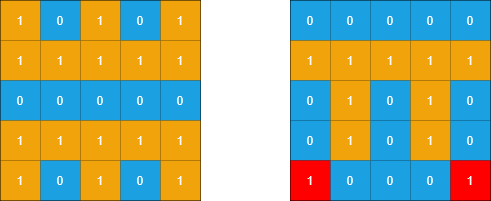 1 0 1 0 1 0 0 0 0 0
1 1 1 1 1 1 1 1 1 1
0 0 0 0 0 0 1 0 1 0
1 1 1 1 1 0 1 0 1 0
1 0 1 0 1 1 0 0 0 1